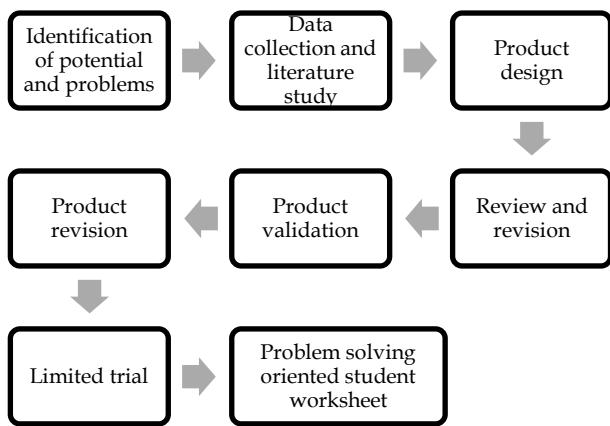 Identification
of potential
and problems
Data
collection and
literature
study
Product
design
Review and
revision
Product
validation
Product
revision
Limited trial
Problem solving
oriented student
worksheet